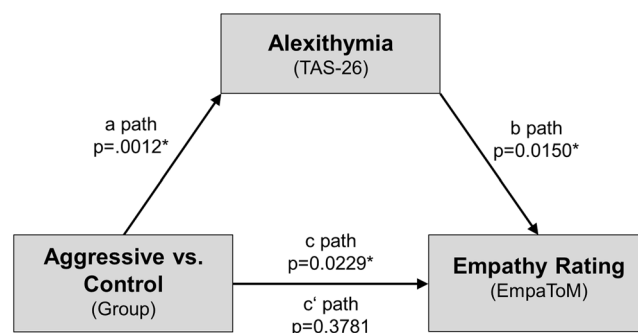 Alexithymia
(TAS-26)
a path
p=.0012*
b path
p=0.0150*
Aggressive vs.
Control
(Group)
c path
p=0.0229*
c‘ path
p=0.3781
Empathy Rating
(EmpaToM)